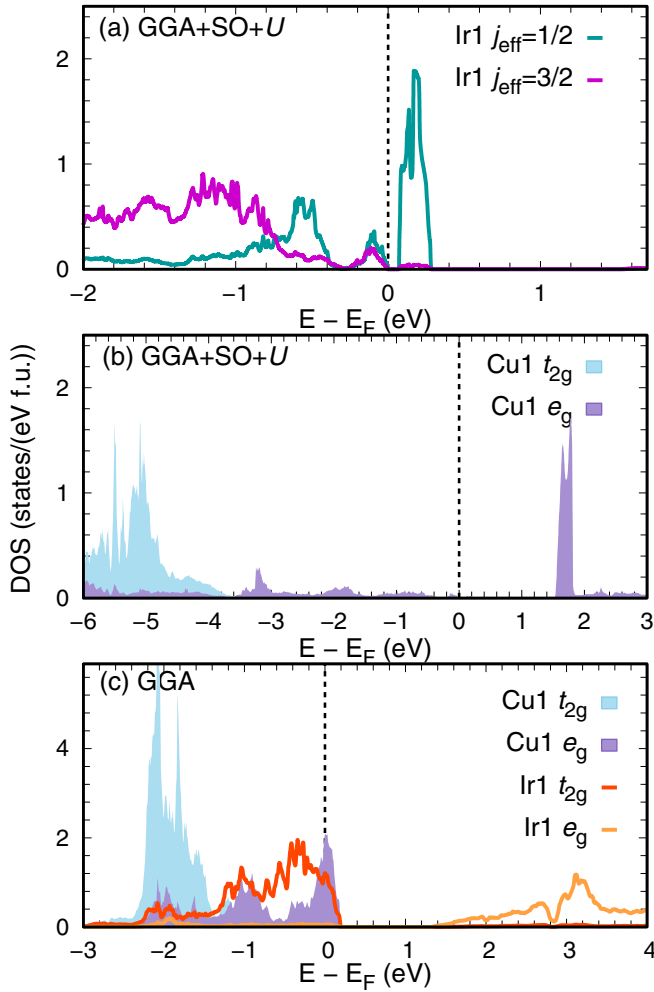 (a) GGA+SO+U
Ir1 jeff=1/2
Ir1 jeff=3/2
2
1
0
−2
−1
0
1
E − EF (eV)
DOS (states/(eV f.u.))
(b) GGA+SO+U
Cu1 t2g
Cu1 eg
2
1
0
−6
−5
−4
−3
−2
−1
0
1
2
3
E − EF (eV)
(c) GGA
Cu1 t2g
Cu1 eg
Ir1 t2g
Ir1 eg
4
2
0
−3
−2
−1
0
1
2
3
4
E − EF (eV)